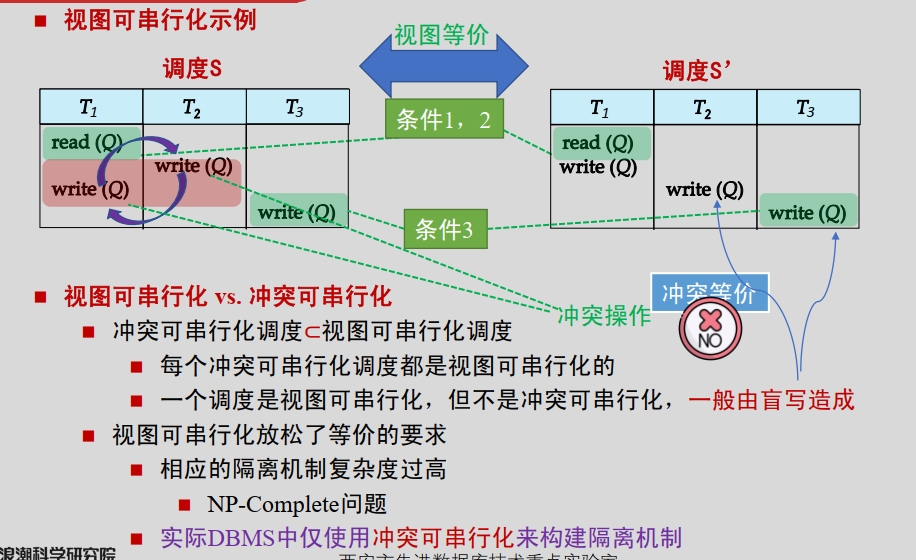 视图可串行化示例
视图等价
调度S
调度S’
T1 T2 T3
T1 T2 T3
条件1，2
read (Q)
read (Q)
write (Q)
write (Q)
write (Q)
write (Q)
write (Q)
write (Q)
条件3
冲突等价
视图可串行化 vs. 冲突可串行化
冲突操作
NO
冲突可串行化调度⊂视图可串行化调度
每个冲突可串行化调度都是视图可串行化的
一个调度是视图可串行化，但不是冲突可串行化，一般由盲写造成
视图可串行化放松了等价的要求
相应的隔离机制复杂度过高
NP-Complete问题
实际DBMS中仅使用冲突可串行化来构建隔离机制
浪潮科学研究院